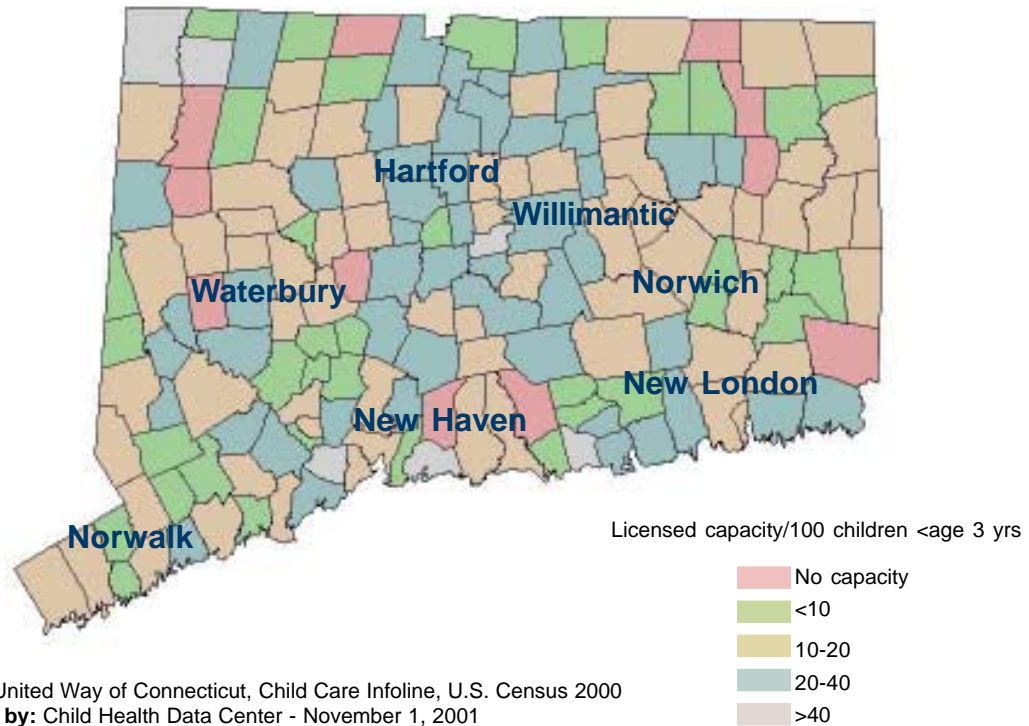 Hartford
Willimantic
Waterbury
Norwich
New London
New Haven
Norwalk
Licensed capacity/100 children <age 3 yrs
No capacity
<10
10-20
20-40
>40
United Way of Connecticut, Child Care Infoline, U.S. Census 2000
by: Child Health Data Center - November 1, 2001